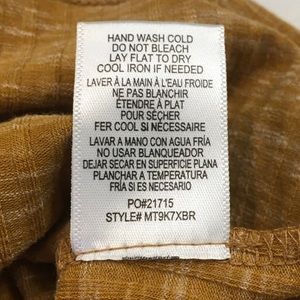 HAND WASH COLD
DO NOT BLEACH
LAY FLAT TO DRY
COOL IRON IF NEEDED
LAVER À LA MAIN À L'EAU FROIDE
NE PAS BLANCHIR
ÉTENDRE À PLAT
POUR SÉCHER
FER COOL SI NÉCESSAIRE
LAVAR A MANO CON AGUA FRIÁ
NO USAR BLANQUEADOR
DEJAR SECAR EN SUPERFICIE PLANA
PLANCHAR A TEMPERATURA
FRÍA SI ES NECESARIO
PO#21715
STYLE# MT9K7XBR